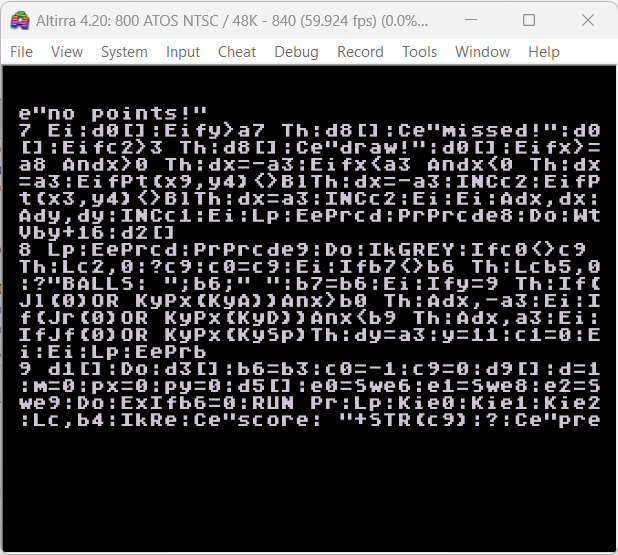 Altirra 4.20: 800 ATOS NTSC / 48K - 840 (59.924 fps) (0.0%...
File View System Input Cheat Debug Record Tools Window Help
e"no points!"
7 Ei:d0[]:Eify>a7 Th:d8[]:Ce"missed!":d0
[]:Eifc2>3 Th:d8[]:Ce"draw!":d0[]:Eifx>=
a8 Andx>0 Th:dx=-a3:Eifx<a3 Andx<0 Th:dx
=a3:EifPt(x9,y4)<>BlTh:dx=-a3:INCc2:EifP
t(x3,y4)<>BlTh:dx=a3:INCc2:Ei:Ei:Adx,dx:
Ady,dy:INCc1:Ei:Lp:EePrcd:PrPrcde8:Do:Wt
Vby+16:d2[]
8 Lp:EePrcd:PrPrcde9:Do:IkGREY:Ifc0<>c9
Th:Lc2,0:?c9:c0=c9:Ei:Ifb7<>b6 Th:Lcb5,0
:?"BALLS: ";b6;" ":b7=b6:Ei:Ify=9 Th:If(
Jl(0)OR KyPx(KyA))Anx>b0 Th:Adx,-a3:Ei:I
f(Jr(0)OR KyPx(KyD))Anx<b9 Th:Adx,a3:Ei:
IfJf(0)OR KyPx(KySp)Th:dy=a3:y=11:c1=0:E
i:Ei:Lp:EePrb
9 d1[]:Do:d3[]:b6=b3:c0=-1:c9=0:d9[]:d=1
:m=0:px=0:py=0:d5[]:e0=Swe6:e1=Swe8:e2=S
we9:Do:ExIfb6=0:RUN Pr:Lp:Kie0:Kie1:Kie2
:Lc,b4:IkRe:Ce"score: "+STR(c9):?:Ce"pre